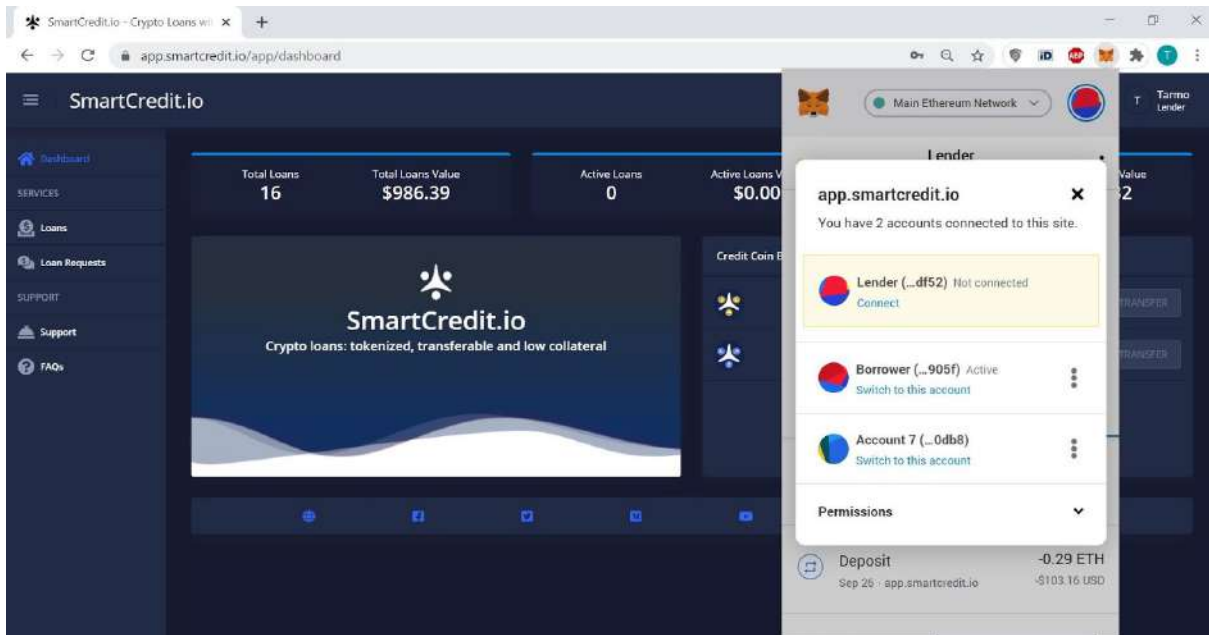 SmartCredit.io - Crypto Loans wi
app.smartcredit.io/app/dashboard
iD
ABP
T
SmartCredit.io
Main Ethereum Network
T
Tarmo
Lender
Lender
Dashboard
SERVICES
Loans
Loan Requests
SUPPORT
Support
FAQs
Total Loans
16
Total Loans Value
$986.39
Active Loans
0
Active Loans V
$0.00
Value
2
SmartCredit.io
Crypto loans: tokenized, transferable and low collateral
Credit Coin B
TRANSFER
TRANSFER
app.smartcredit.io
You have 2 accounts connected to this site.
Lender (...df52) Not connected
Connect
Borrower (...905f) Active
Switch to this account
Account 7 (...0db8)
Switch to this account
Permissions
Deposit
-0.29 ETH
Sep 25 · app.smartcredit.io
-$103.16 USD